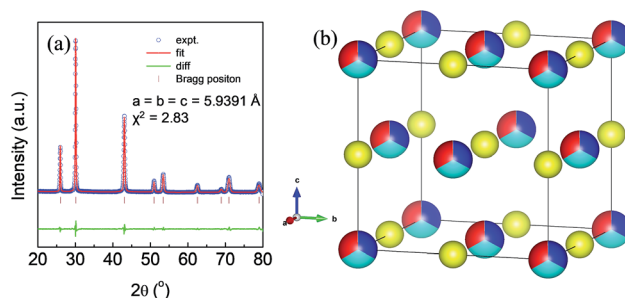 (a)
expt.
fit
diff
Bragg positon
a = b = c = 5.9391 Å
χ² = 2.83
Intensity (a.u.)
20 30 40 50 60 70 80
2θ (°)
(b)
c
a
b